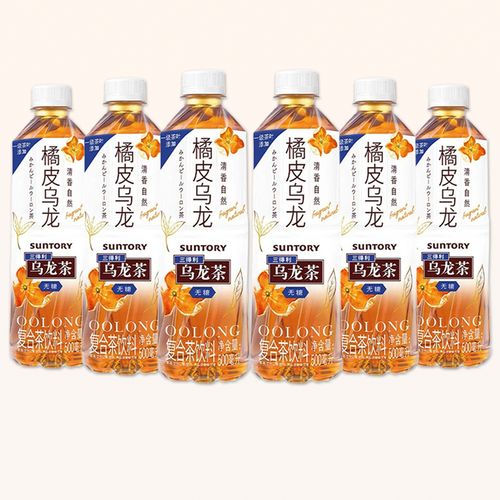 一级茶叶
添加
橘皮乌龙
清香自然
みかんピールウーロン茶
Fragrant natural
SUNTORY
三得利
乌龙茶
无糖
OOLONG
复合茶饮料
净含量:
500毫升